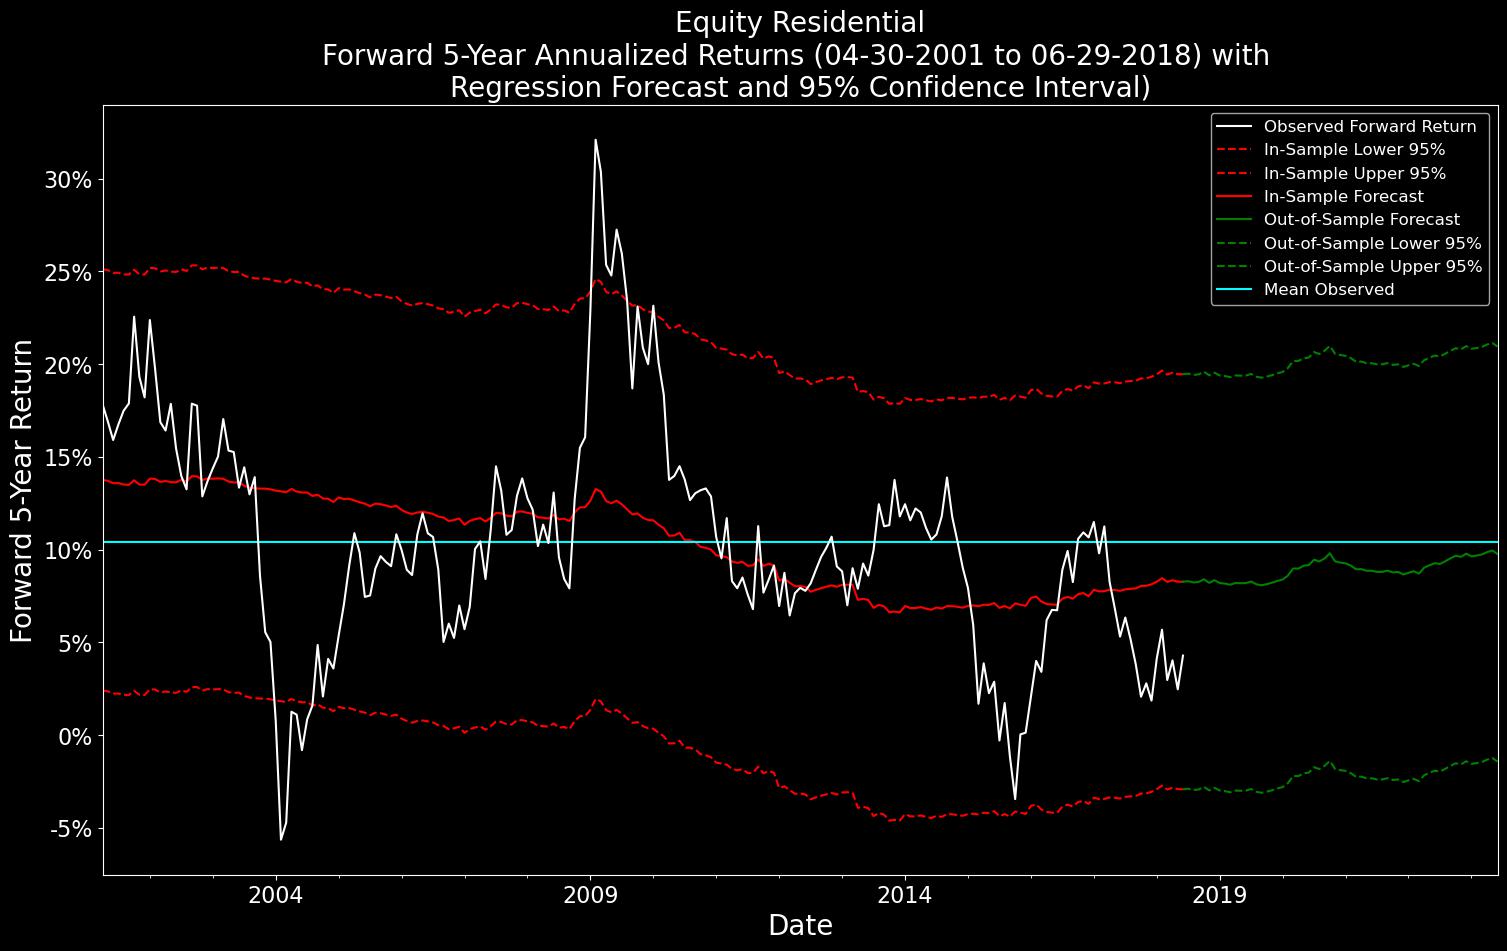 Equity Residential
Forward 5-Year Annualized Returns (04-30-2001 to 06-29-2018) with
Regression Forecast and 95% Confidence Interval)
Observed Forward Return
In-Sample Lower 95%
In-Sample Upper 95%
In-Sample Forecast
Out-of-Sample Forecast
Out-of-Sample Lower 95%
Out-of-Sample Upper 95%
Mean Observed
Forward 5-Year Return
30%
25%
20%
15%
10%
5%
0%
-5%
2004
2009
2014
2019
Date